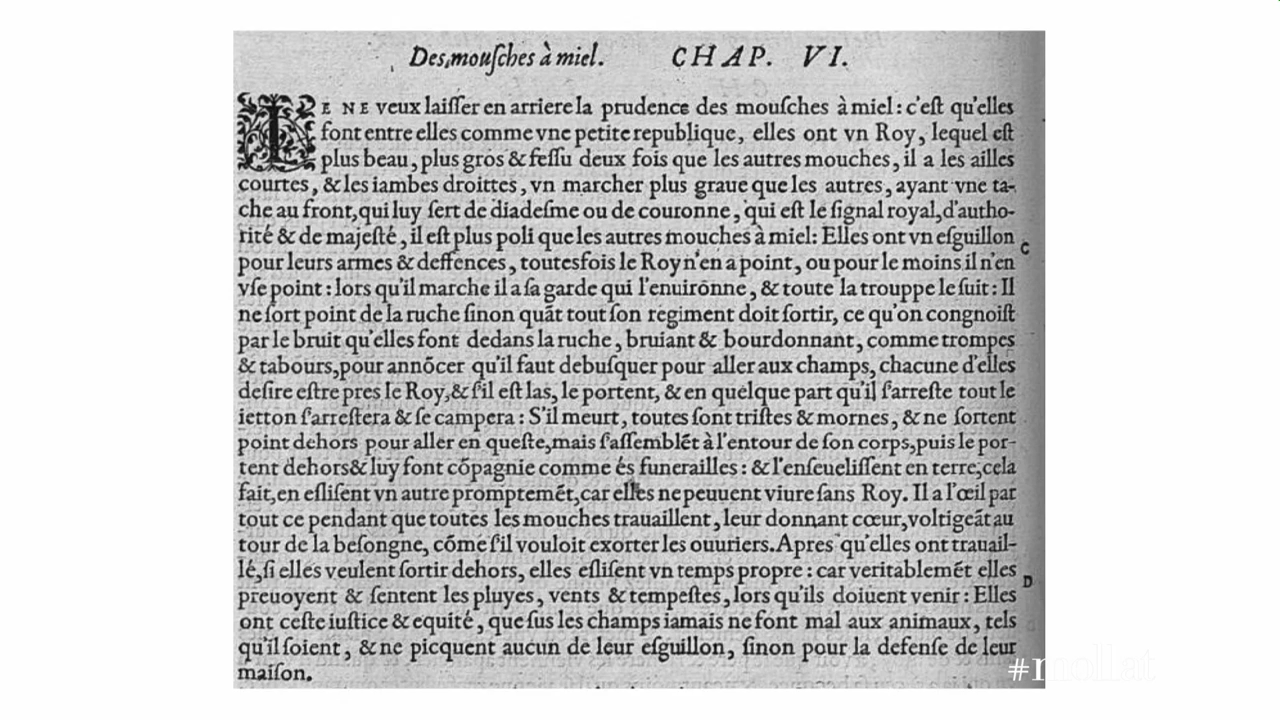 Des mouſches à miel. CHAP. VI.
IE NE veux laiſſer en arriere la prudence des mouſches à miel: c'eſt qu'elles
ſont entre elles comme vne petite republique, elles ont vn Roy, lequel eſt
plus beau, plus gros & feſſu deux fois que les autres mouches, il a les ailles
courtes, & les iambes droittes, vn marcher plus graue que les autres, ayant vne ta-
che au front, qui luy ſert de diadeſme ou de couronne, qui eſt le ſignal royal, d'autho-
rité & de majeſté, il eſt plus poli que les autres mouches à miel: Elles ont vn eſguillon
C
pour leurs armes & deffences, toutesfois le Roy n'en a point, ou pour le moins il n'en
vſe point: lors qu'il marche il a ſa garde qui l'enuirōne, & toute la trouppe le ſuit: Il
ne ſort point de la ruche ſinon quāt tout ſon regiment doit ſortir, ce qu'on congnoiſt
par le bruit qu'elles font dedans la ruche, bruiant & bourdonnant, comme trompes
& tabours, pour annōcer qu'il faut debuſquer pour aller aux champs, chacune d'elles
deſire eſtre pres le Roy, & ſ'il eſt las, le portent, & en quelque part qu'il ſ'arreſte tout le
ietton ſ'arreſtera & ſe campera: S'il meurt, toutes ſont triſtes & mornes, & ne ſortent
point dehors pour aller en queſte, mais ſ'aſſemblēt à l'entour de ſon corps, puis le por-
tent dehors & luy font cōpagnie comme és funerailles: & l'enſeueliſſent en terre; cela
fait, en eſliſent vn autre promptemēt, car elles ne peuuent viure ſans Roy. Il a l'œil par
tout ce pendant que toutes les mouches trauaillent, leur donnant cœur, voltigeāt au
tour de la beſongne, cōme ſ'il vouloit exorter les ouuriers. Apres qu'elles ont trauail-
lé, ſi elles veulent ſortir dehors, elles eſliſent vn temps propre: car veritablemēt elles
D
preuoyent & ſentent les pluyes, vents & tempeſtes, lors qu'ils doiuent venir: Elles
ont ceſte iuſtice & equité, que ſus les champs iamais ne font mal aux animaux, tels
qu'il ſoient, & ne picquent aucun de leur eſguillon, ſinon pour la defenſe de leur
maiſon.
#mollat